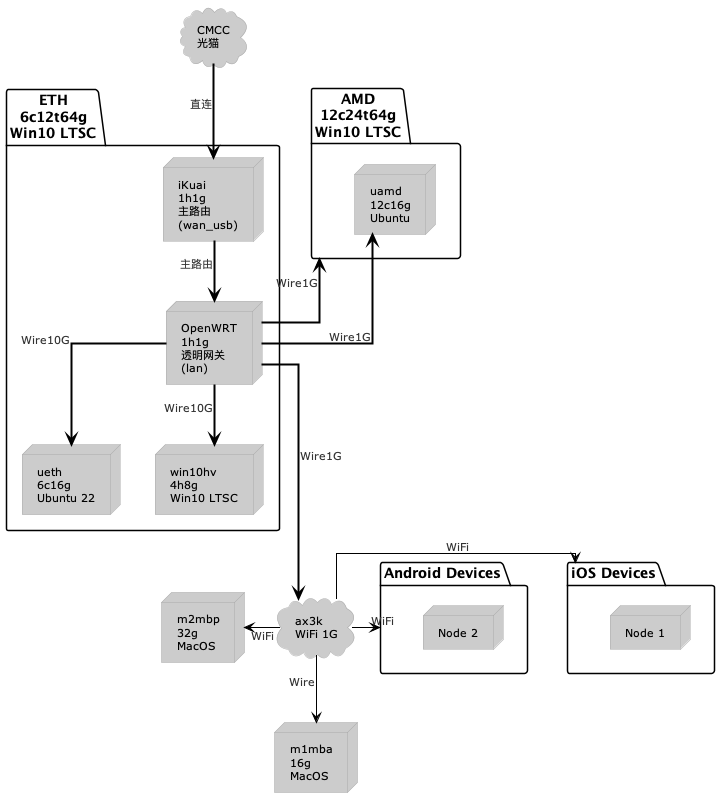 CMCC
光猫
直连
ETH
6c12t64g
Win10 LTSC
AMD
12c24t64g
Win10 LTSC
iKuai
1h1g
主路由
(wan_usb)
uamd
12c16g
Ubuntu
主路由
Wire1G
OpenWRT
1h1g
透明网关
(lan)
Wire10G
Wire1G
Wire10G
Wire1G
ueth
6c16g
Ubuntu 22
win10hv
4h8g
Win10 LTSC
WiFi
Android Devices
iOS Devices
m2mbp
32g
MacOS
WiFi
ax3k
WiFi 1G
WiFi
Node 2
Node 1
Wire
m1mba
16g
MacOS